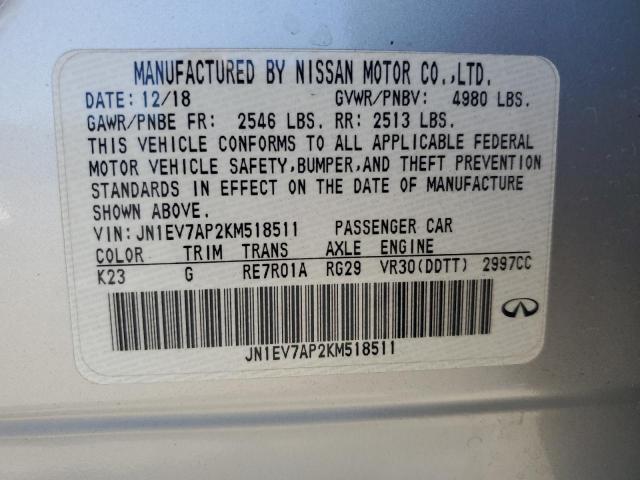 MANUFACTURED BY NISSAN MOTOR CO.,LTD.
DATE: 12/18 GVWR/PNBV: 4980 LBS.
GAWR/PNBE FR: 2546 LBS. RR: 2513 LBS.
THIS VEHICLE CONFORMS TO ALL APPLICABLE FEDERAL
MOTOR VEHICLE SAFETY,BUMPER,AND THEFT PREVENTION
STANDARDS IN EFFECT ON THE DATE OF MANUFACTURE
SHOWN ABOVE.
VIN:JN1EV7AP2KM518511 PASSENGER CAR
COLOR TRIM TRANS AXLE ENGINE
K23 G RE7R01A RG29 VR30(DDTT) 2997CC
JN1EV7AP2KM518511